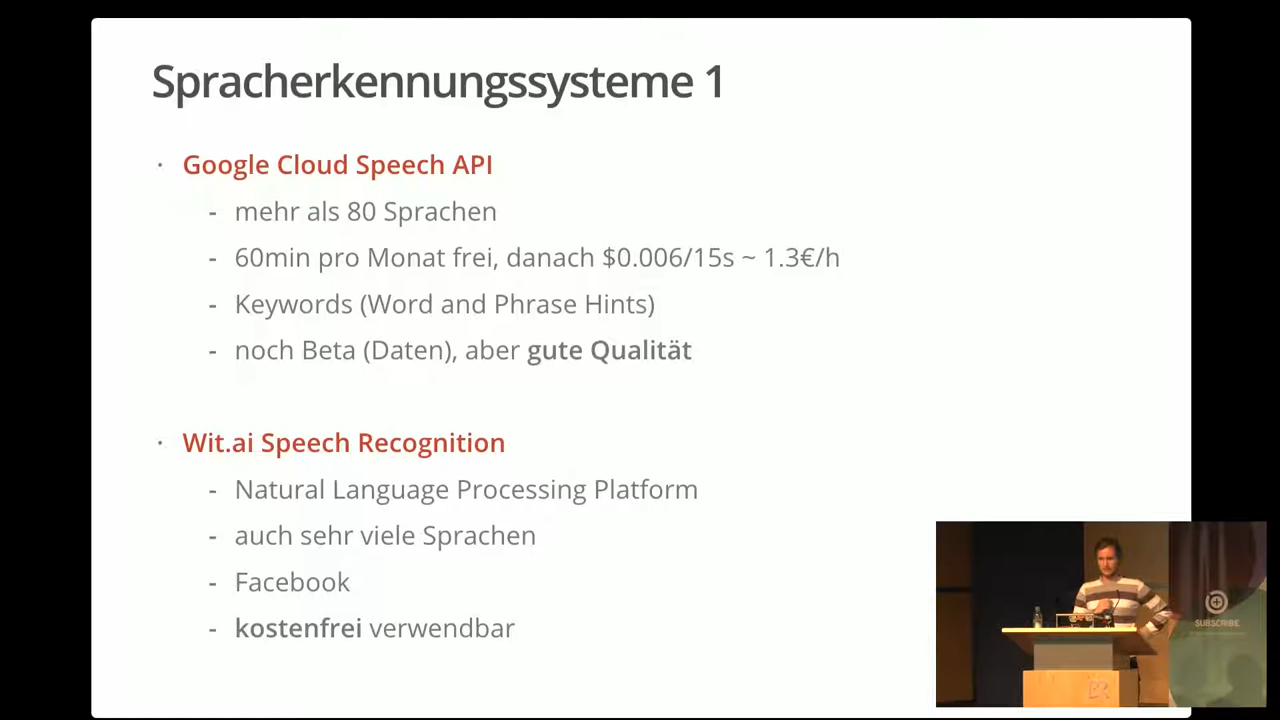 Spracherkennungssysteme 1
· Google Cloud Speech API
- mehr als 80 Sprachen
- 60min pro Monat frei, danach $0.006/15s ~ 1.3€/h
- Keywords (Word and Phrase Hints)
- noch Beta (Daten), aber gute Qualität
· Wit.ai Speech Recognition
- Natural Language Processing Platform
- auch sehr viele Sprachen
- Facebook
- kostenfrei verwendbar
SUBSCRIBE
BR